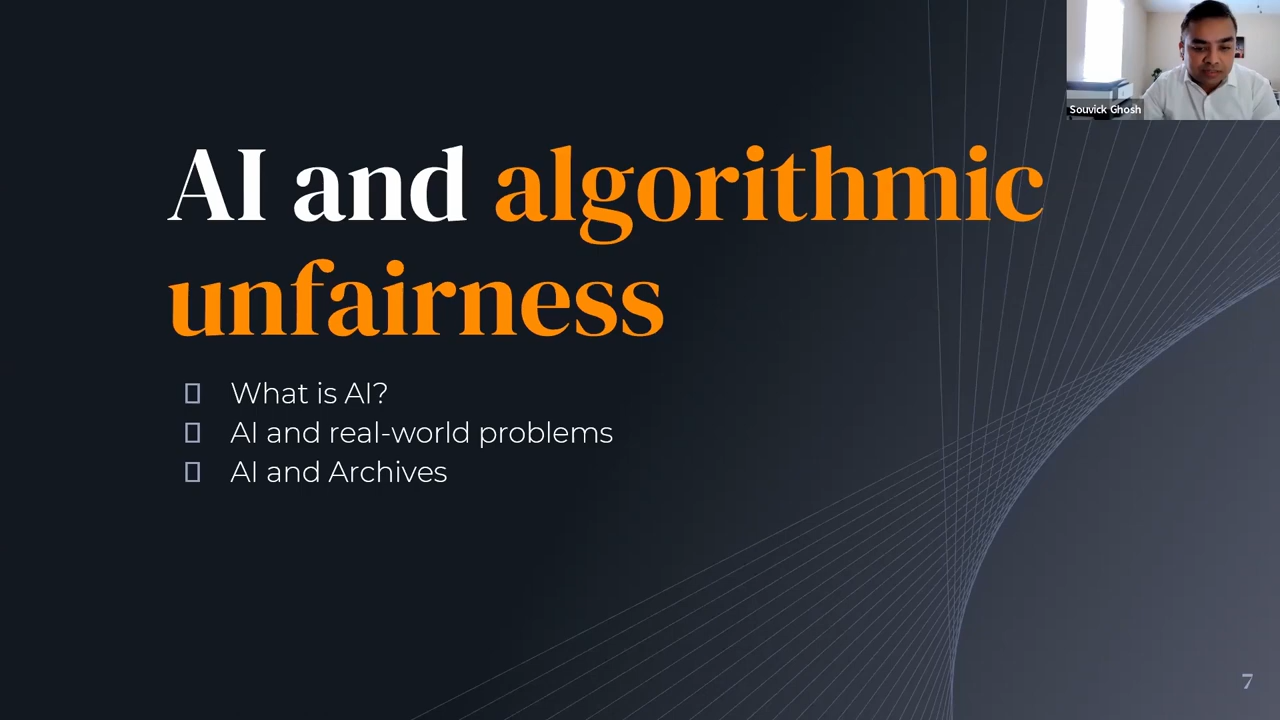 Souvick Ghosh
AI and algorithmic
unfairness
What is AI?
AI and real-world problems
AI and Archives
7